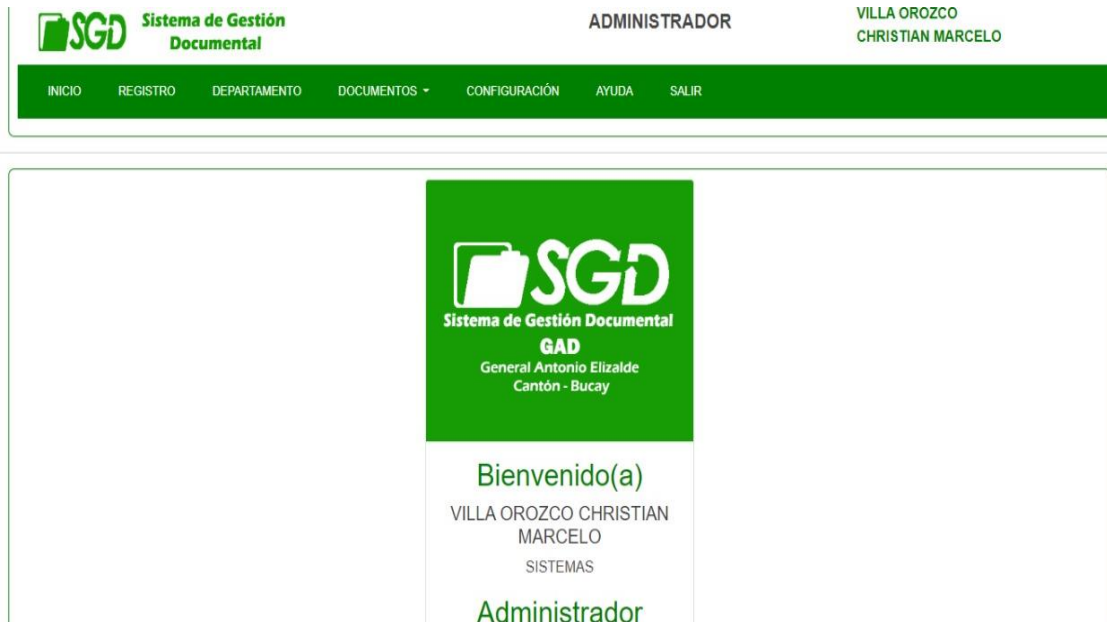 SGD
Sistema de Gestión
Documental
ADMINISTRADOR
VILLA OROZCO
CHRISTIAN MARCELO
INICIO REGISTRO DEPARTAMENTO DOCUMENTOS CONFIGURACIÓN AYUDA SALIR
SGD
Sistema de Gestión Documental
GAD
General Antonio Elizalde
Cantón - Bucay
Bienvenido(a)
VILLA OROZCO CHRISTIAN
MARCELO
SISTEMAS
Administrador